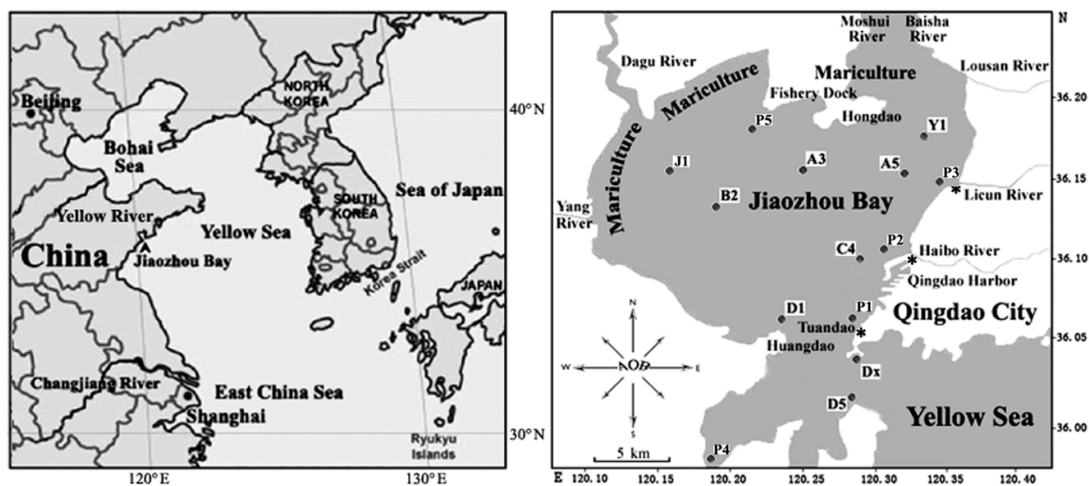 Beijing
Bohai
Sea
Yellow River
China
Jiaozhou Bay
Yellow Sea
NORTH
KOREA
SOUTH
KOREA
Sea of Japan
Korea Strait
JAPAN
Changjiang River
East China Sea
Shanghai
Ryukyu
Islands
40°N
30°N
120°E
130°E
Moshui
River
Baisha
River
N
Dagu River
Lousan River
Mariculture
Mariculture
Fishery Dock
36.20
P5
Hongdao
Y1
J1
A3
A5
P3
36.15
Mariculture
B2
Jiaozhou Bay
Licun River
Yang
River
P2
C4
Haibo River
36.10
Qingdao Harbor
D1
P1
Qingdao City
Tuandao
Huangdao
36.05
N
W
E
S
Dx
D5
Yellow Sea
36.00
P4
5 km
E
120.10
120.15
120.20
120.25
120.30
120.35
120.40